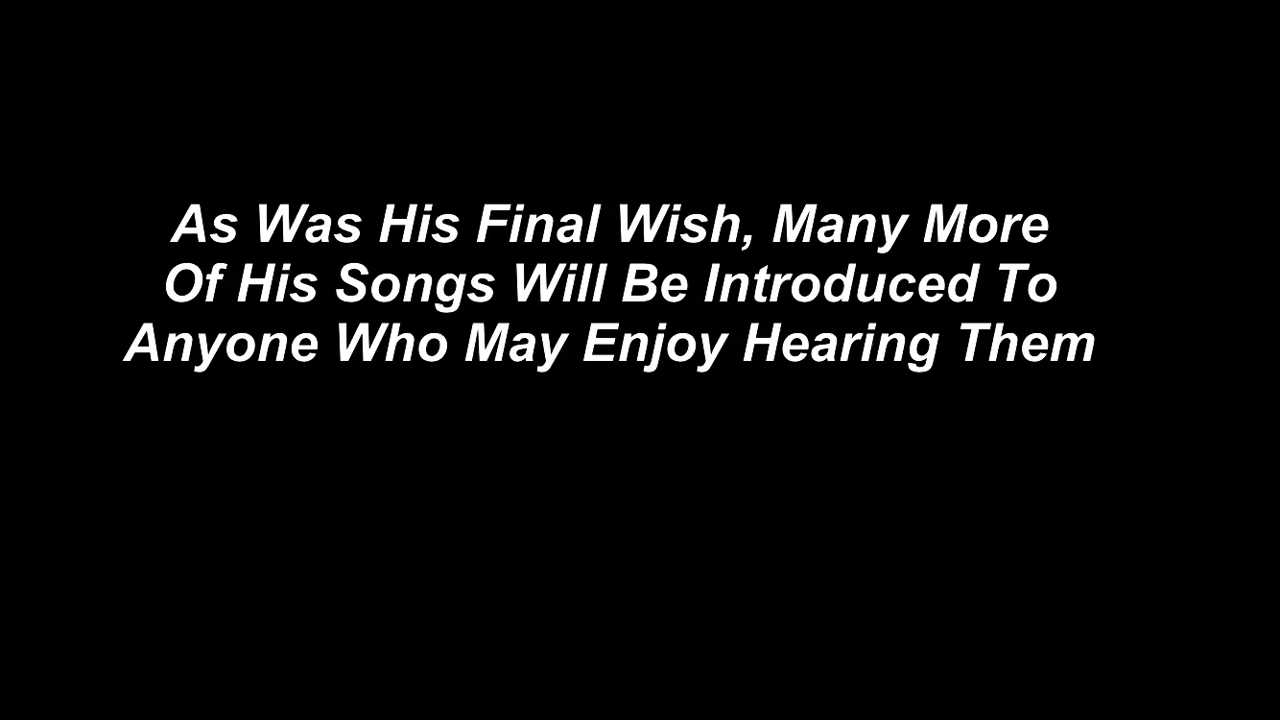 As Was His Final Wish, Many More
Of His Songs Will Be Introduced To
Anyone Who May Enjoy Hearing Them